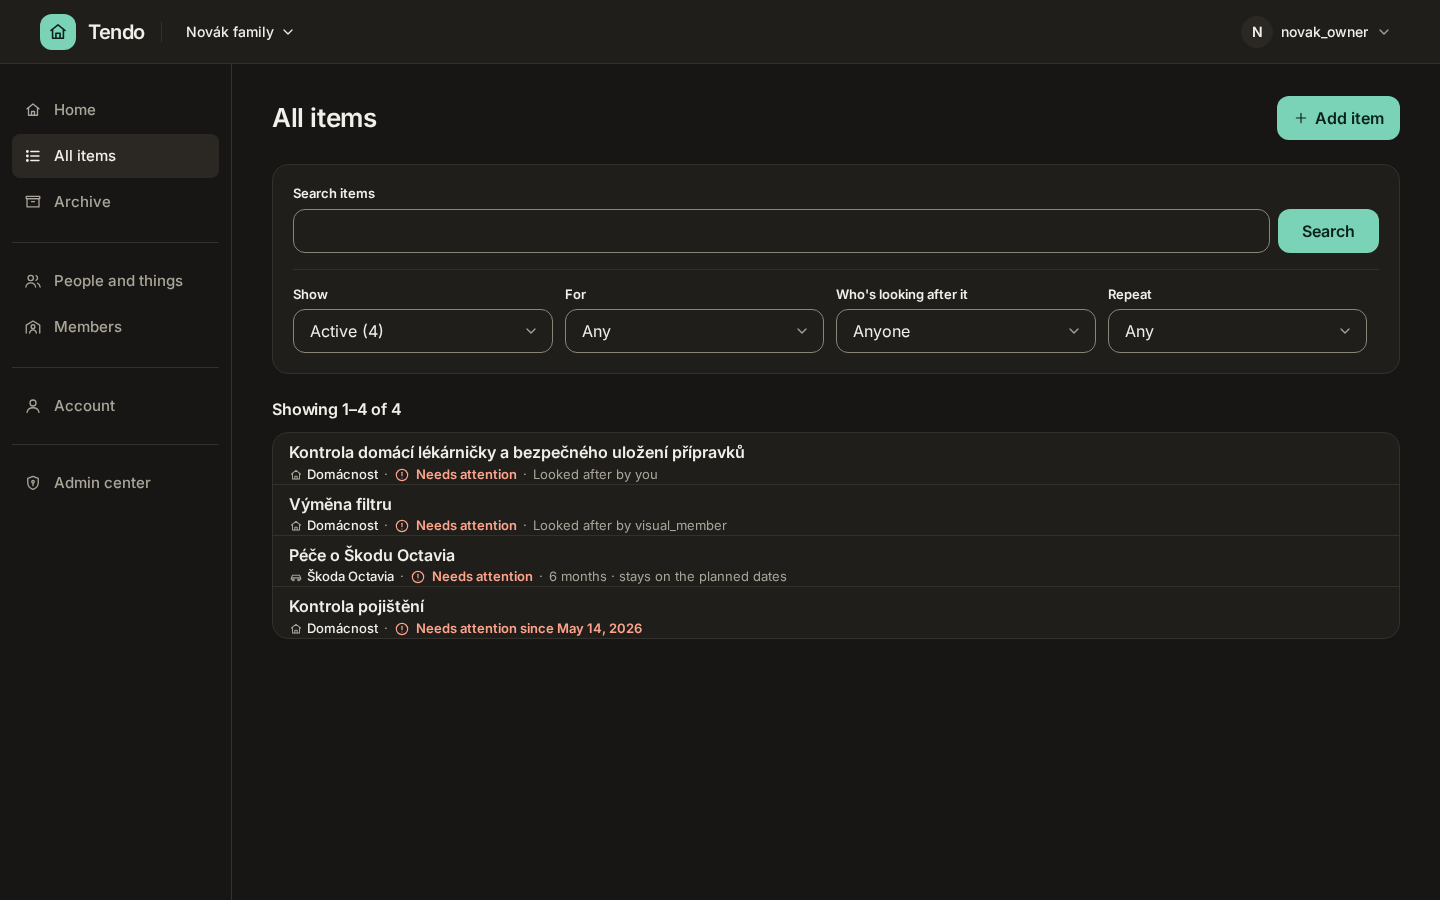 Tendo
Novák family
N novak_owner
Home
All items
Archive
People and things
Members
Account
Admin center
All items
+ Add item
Search items
Search
Show For Who's looking after it Repeat
Active (4) Any Anyone Any
Showing 1–4 of 4
Kontrola domácí lékárničky a bezpečného uložení přípravků
Domácnost · Needs attention · Looked after by you
Výměna filtru
Domácnost · Needs attention · Looked after by visual_member
Péče o Škodu Octavia
Škoda Octavia · Needs attention · 6 months · stays on the planned dates
Kontrola pojištění
Domácnost · Needs attention since May 14, 2026